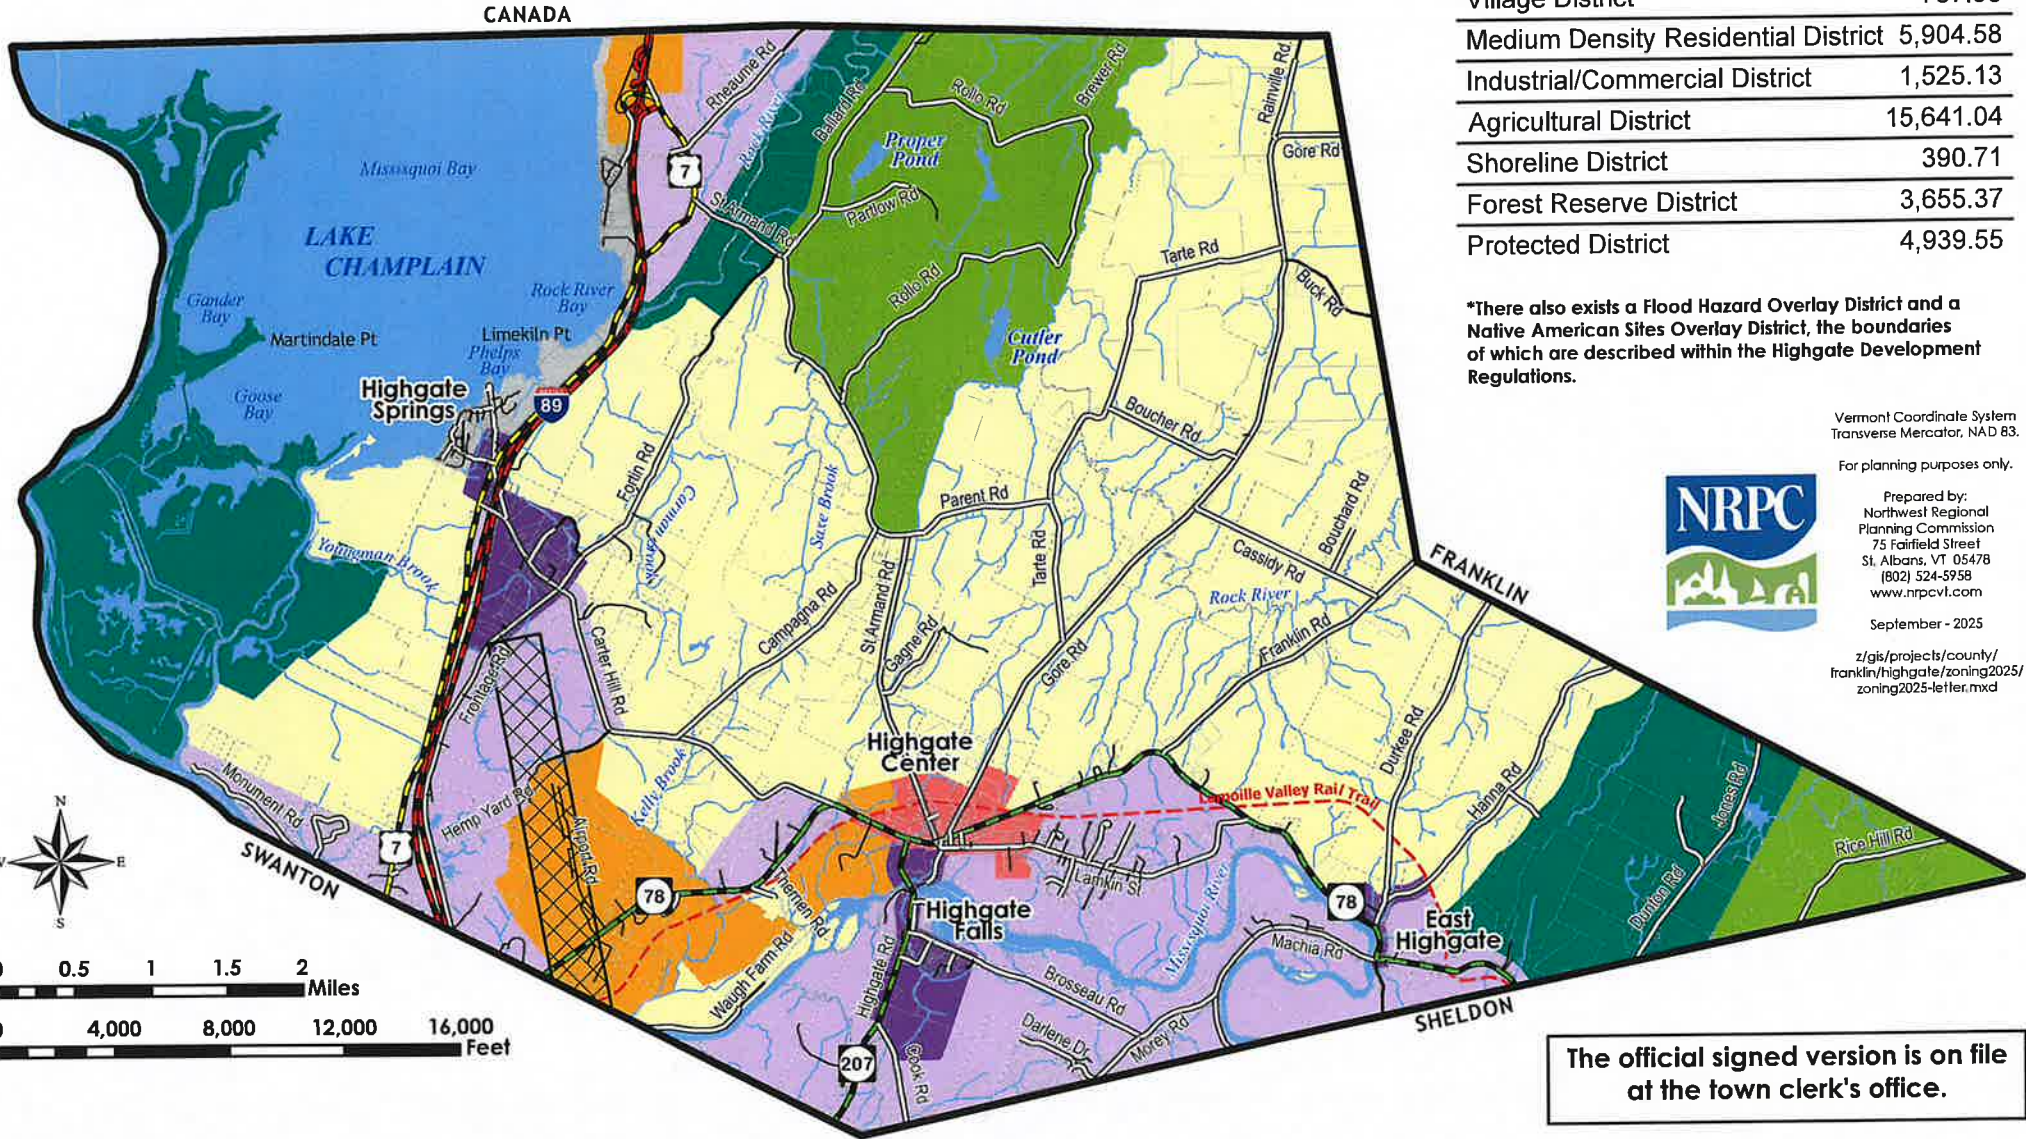 CANADA
Village District
Medium Density Residential District 5,904.58
Industrial/Commercial District 1,525.13
Agricultural District 15,641.04
Shoreline District 390.71
Forest Reserve District 3,655.37
Protected District 4,939.55
*There also exists a Flood Hazard Overlay District and a
Native American Sites Overlay District, the boundaries
of which are described within the Highgate Development
Regulations.
Vermont Coordinate System
Transverse Mercator, NAD 83.
For planning purposes only.
NRPC
Prepared by:
Northwest Regional
Planning Commission
75 Fairfield Street
St. Albans, VT 05478
(802) 524-5958
www.nrpcvt.com
September - 2025
z/gis/projects/county/
franklin/highgate/zoning2025/
zoning2025-letter.mxd
Rheaume Rd
Rock River
Ballard Rd
Rollo Rd
Brewer Rd
Rainville Rd
Gore Rd
Proper
Pond
Mississquoi Bay
7
Partlow Rd
St Armand Rd
LAKE
CHAMPLAIN
Tarte Rd
Buck Rd
Rollo Rd
Rock River
Bay
Gander
Bay
Martindale Pt
Limekiln Pt
Phelps
Bay
Cutler
Pond
Highgate
Springs
Goose
Bay
89
Boucher Rd
Fortin Rd
Carman Brook
Saxe Brook
Parent Rd
Bouchard Rd
Youngman Brook
Tarte Rd
Cassidy Rd
FRANKLIN
Rock River
Campagna Rd
St Armand Rd
Gagne Rd
Franklin Rd
Carter Hill Rd
Frontage Rd
Gore Rd
Durkee Rd
Highgate
Center
Kelly Brook
Monument Rd
Hemp Yard Rd
Airport Rd
Lamoille Valley Rail Trail
Hanna Rd
Jones Rd
Rice Hill Rd
7
SWANTON
N
E
S
78
Thermen Rd
Lamkin St
Highgate
Falls
Missisquoi River
78
East
Highgate
Dunton Rd
Machia Rd
Waugh Farm Rd
Highgate Rd
Brosseau Rd
Darlene Dr
Morey Rd
SHELDON
207
Cook Rd
0.5 1 1.5 2
Miles
4,000 8,000 12,000 16,000
Feet
The official signed version is on file
at the town clerk's office.